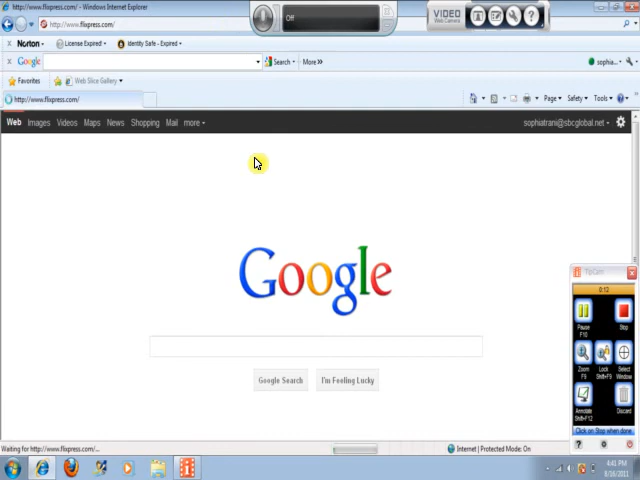 http://www.flixpress.com/ - Windows Internet Explorer
http://www.flixpress.com/
Off
VIDEO
Web Camera
x Norton License Expired Identity Safe - Expired
x Google Search More »
sophia...
Favorites Web Slice Gallery
http://www.flixpress.com/
Page Safety Tools
Web Images Videos Maps News Shopping Mail more
sophiatrani@sbcglobal.net
Google
Google Search I'm Feeling Lucky
0:12
Pause F10
Stop
Zoom F9
Lock Shift+F9
Select Window
Annotate Shift+F12
Discard
Click on Stop when done.
Waiting for http://www.flixpress.com/...
Internet | Protected Mode: On
4:41 PM
8/16/2011